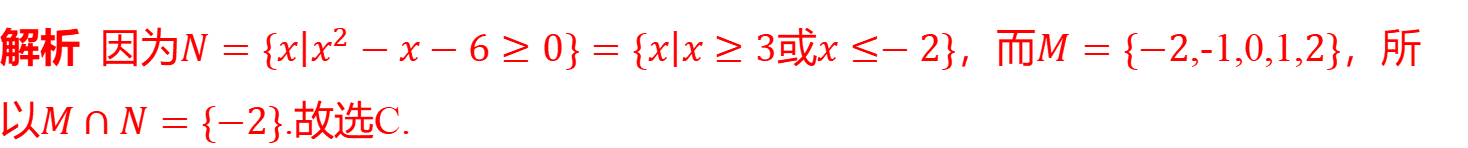 解析 因为N = {x|x² − x − 6 ≥ 0} = {x|x ≥ 3或x ≤− 2}，而M = {−2,-1,0,1,2}，所
以M ∩ N = {−2}.故选C.